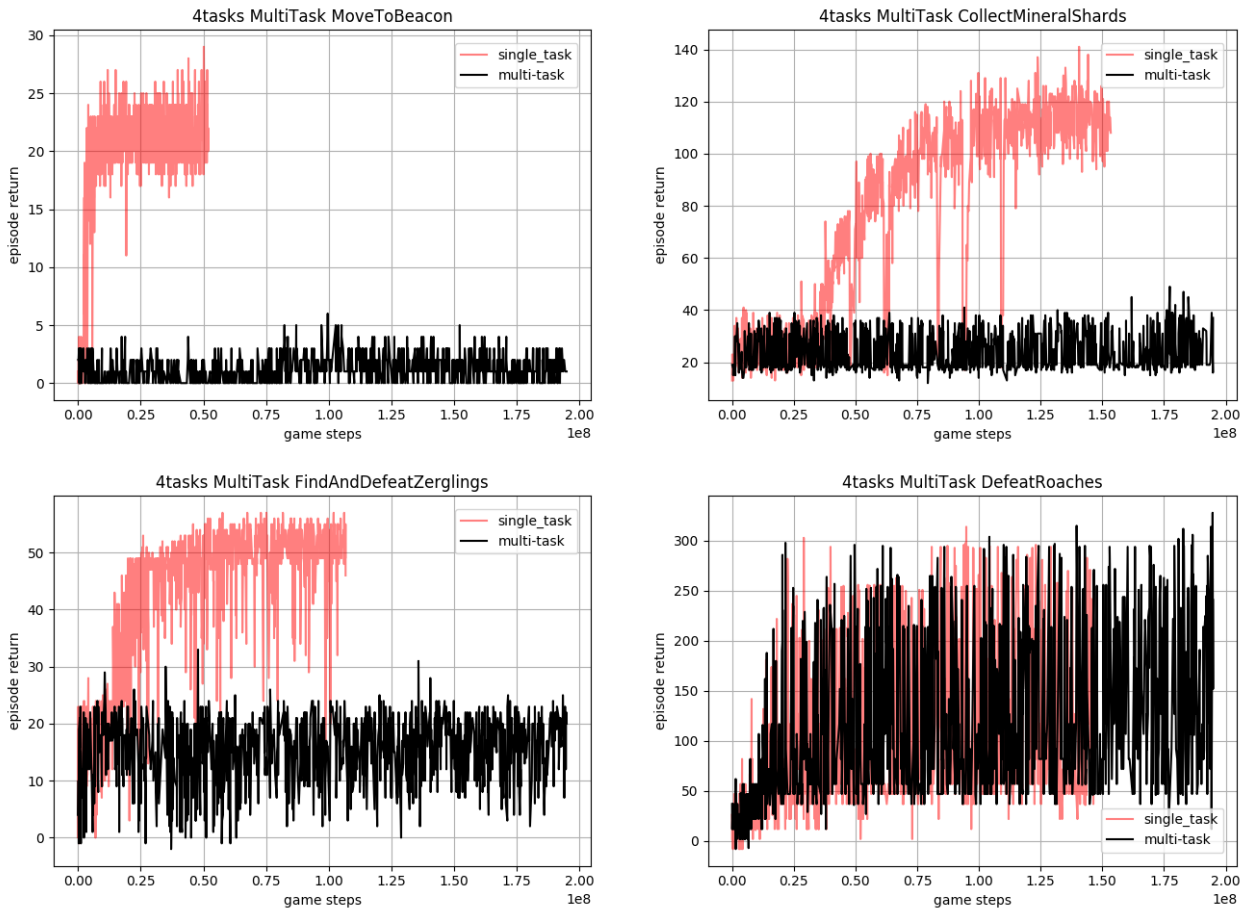 4tasks MultiTask MoveToBeacon
30
25
20
15
10
5
0
episode return
single_task
multi-task
0.00 0.25 0.50 0.75 1.00 1.25 1.50 1.75 2.00
1e8
game steps
4tasks MultiTask CollectMineralShards
140
120
100
80
60
40
20
episode return
single_task
multi-task
0.00 0.25 0.50 0.75 1.00 1.25 1.50 1.75 2.00
1e8
game steps
4tasks MultiTask FindAndDefeatZerglings
50
40
30
20
10
0
episode return
single_task
multi-task
0.00 0.25 0.50 0.75 1.00 1.25 1.50 1.75 2.00
1e8
game steps
4tasks MultiTask DefeatRoaches
300
250
200
150
100
50
0
episode return
single_task
multi-task
0.00 0.25 0.50 0.75 1.00 1.25 1.50 1.75 2.00
1e8
game steps